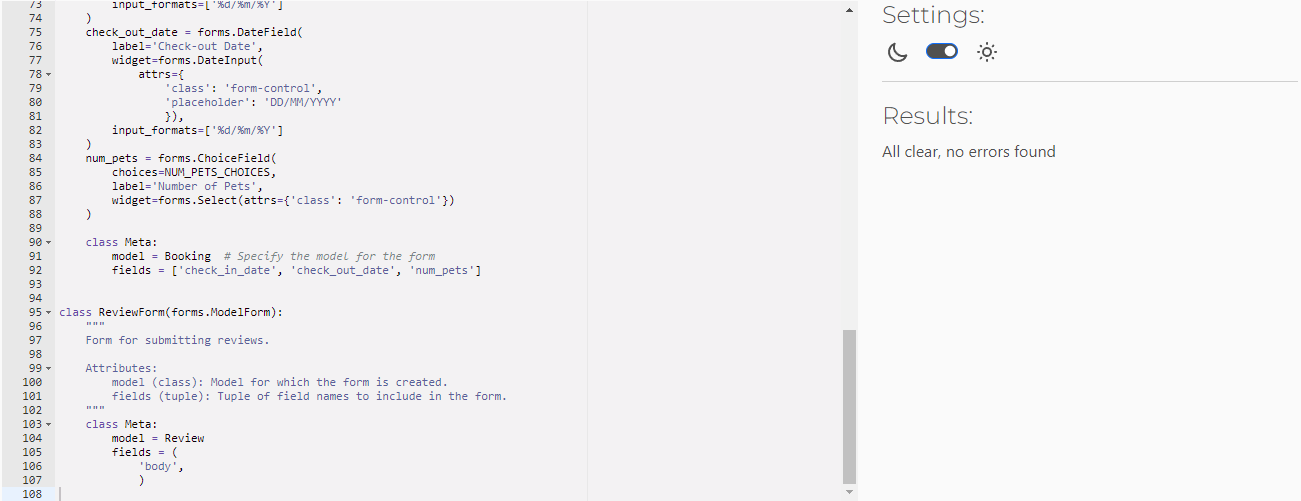 73 input_formats=['%d/%m/%Y']
74 )
75 check_out_date = forms.DateField(
76 label='Check-out Date',
77 widget=forms.DateInput(
78 attrs={
79 'class': 'form-control',
80 'placeholder': 'DD/MM/YYYY'
81 }),
82 input_formats=['%d/%m/%Y']
83 )
84 num_pets = forms.ChoiceField(
85 choices=NUM_PETS_CHOICES,
86 label='Number of Pets',
87 widget=forms.Select(attrs={'class': 'form-control'})
88 )
89
90 class Meta:
91 model = Booking  # Specify the model for the form
92 fields = ['check_in_date', 'check_out_date', 'num_pets']
93
94
95 class ReviewForm(forms.ModelForm):
96 """
97 Form for submitting reviews.
98
99 Attributes:
100 model (class): Model for which the form is created.
101 fields (tuple): Tuple of field names to include in the form.
102 """
103 class Meta:
104 model = Review
105 fields = (
106 'body',
107 )
108
Settings:
Results:
All clear, no errors found